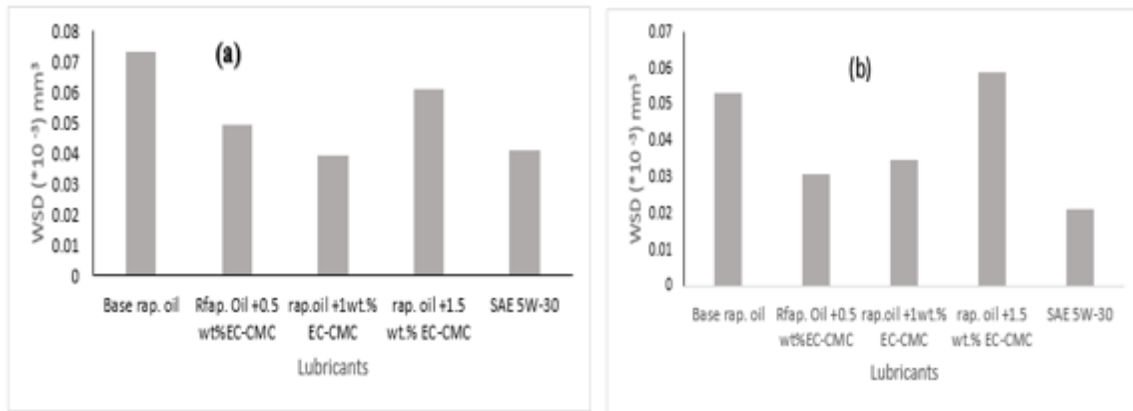 (a)
WSD (*10 ⁻³) mm³
0.08
0.07
0.06
0.05
0.04
0.03
0.02
0.01
0
Base rap. oil
Rfap. Oil +0.5
wt%EC-CMC
rap.oil +1wt.%
EC-CMC
rap. oil +1.5
wt.% EC-CMC
SAE 5W-30
Lubricants
(b)
WSD (*10 ⁻³) mm³
0.07
0.06
0.05
0.04
0.03
0.02
0.01
0
Base rap. oil
Rfap. Oil +0.5
wt%EC-CMC
rap.oil +1wt.%
EC-CMC
rap. oil +1.5
wt.% EC-CMC
SAE 5W-30
Lubricants